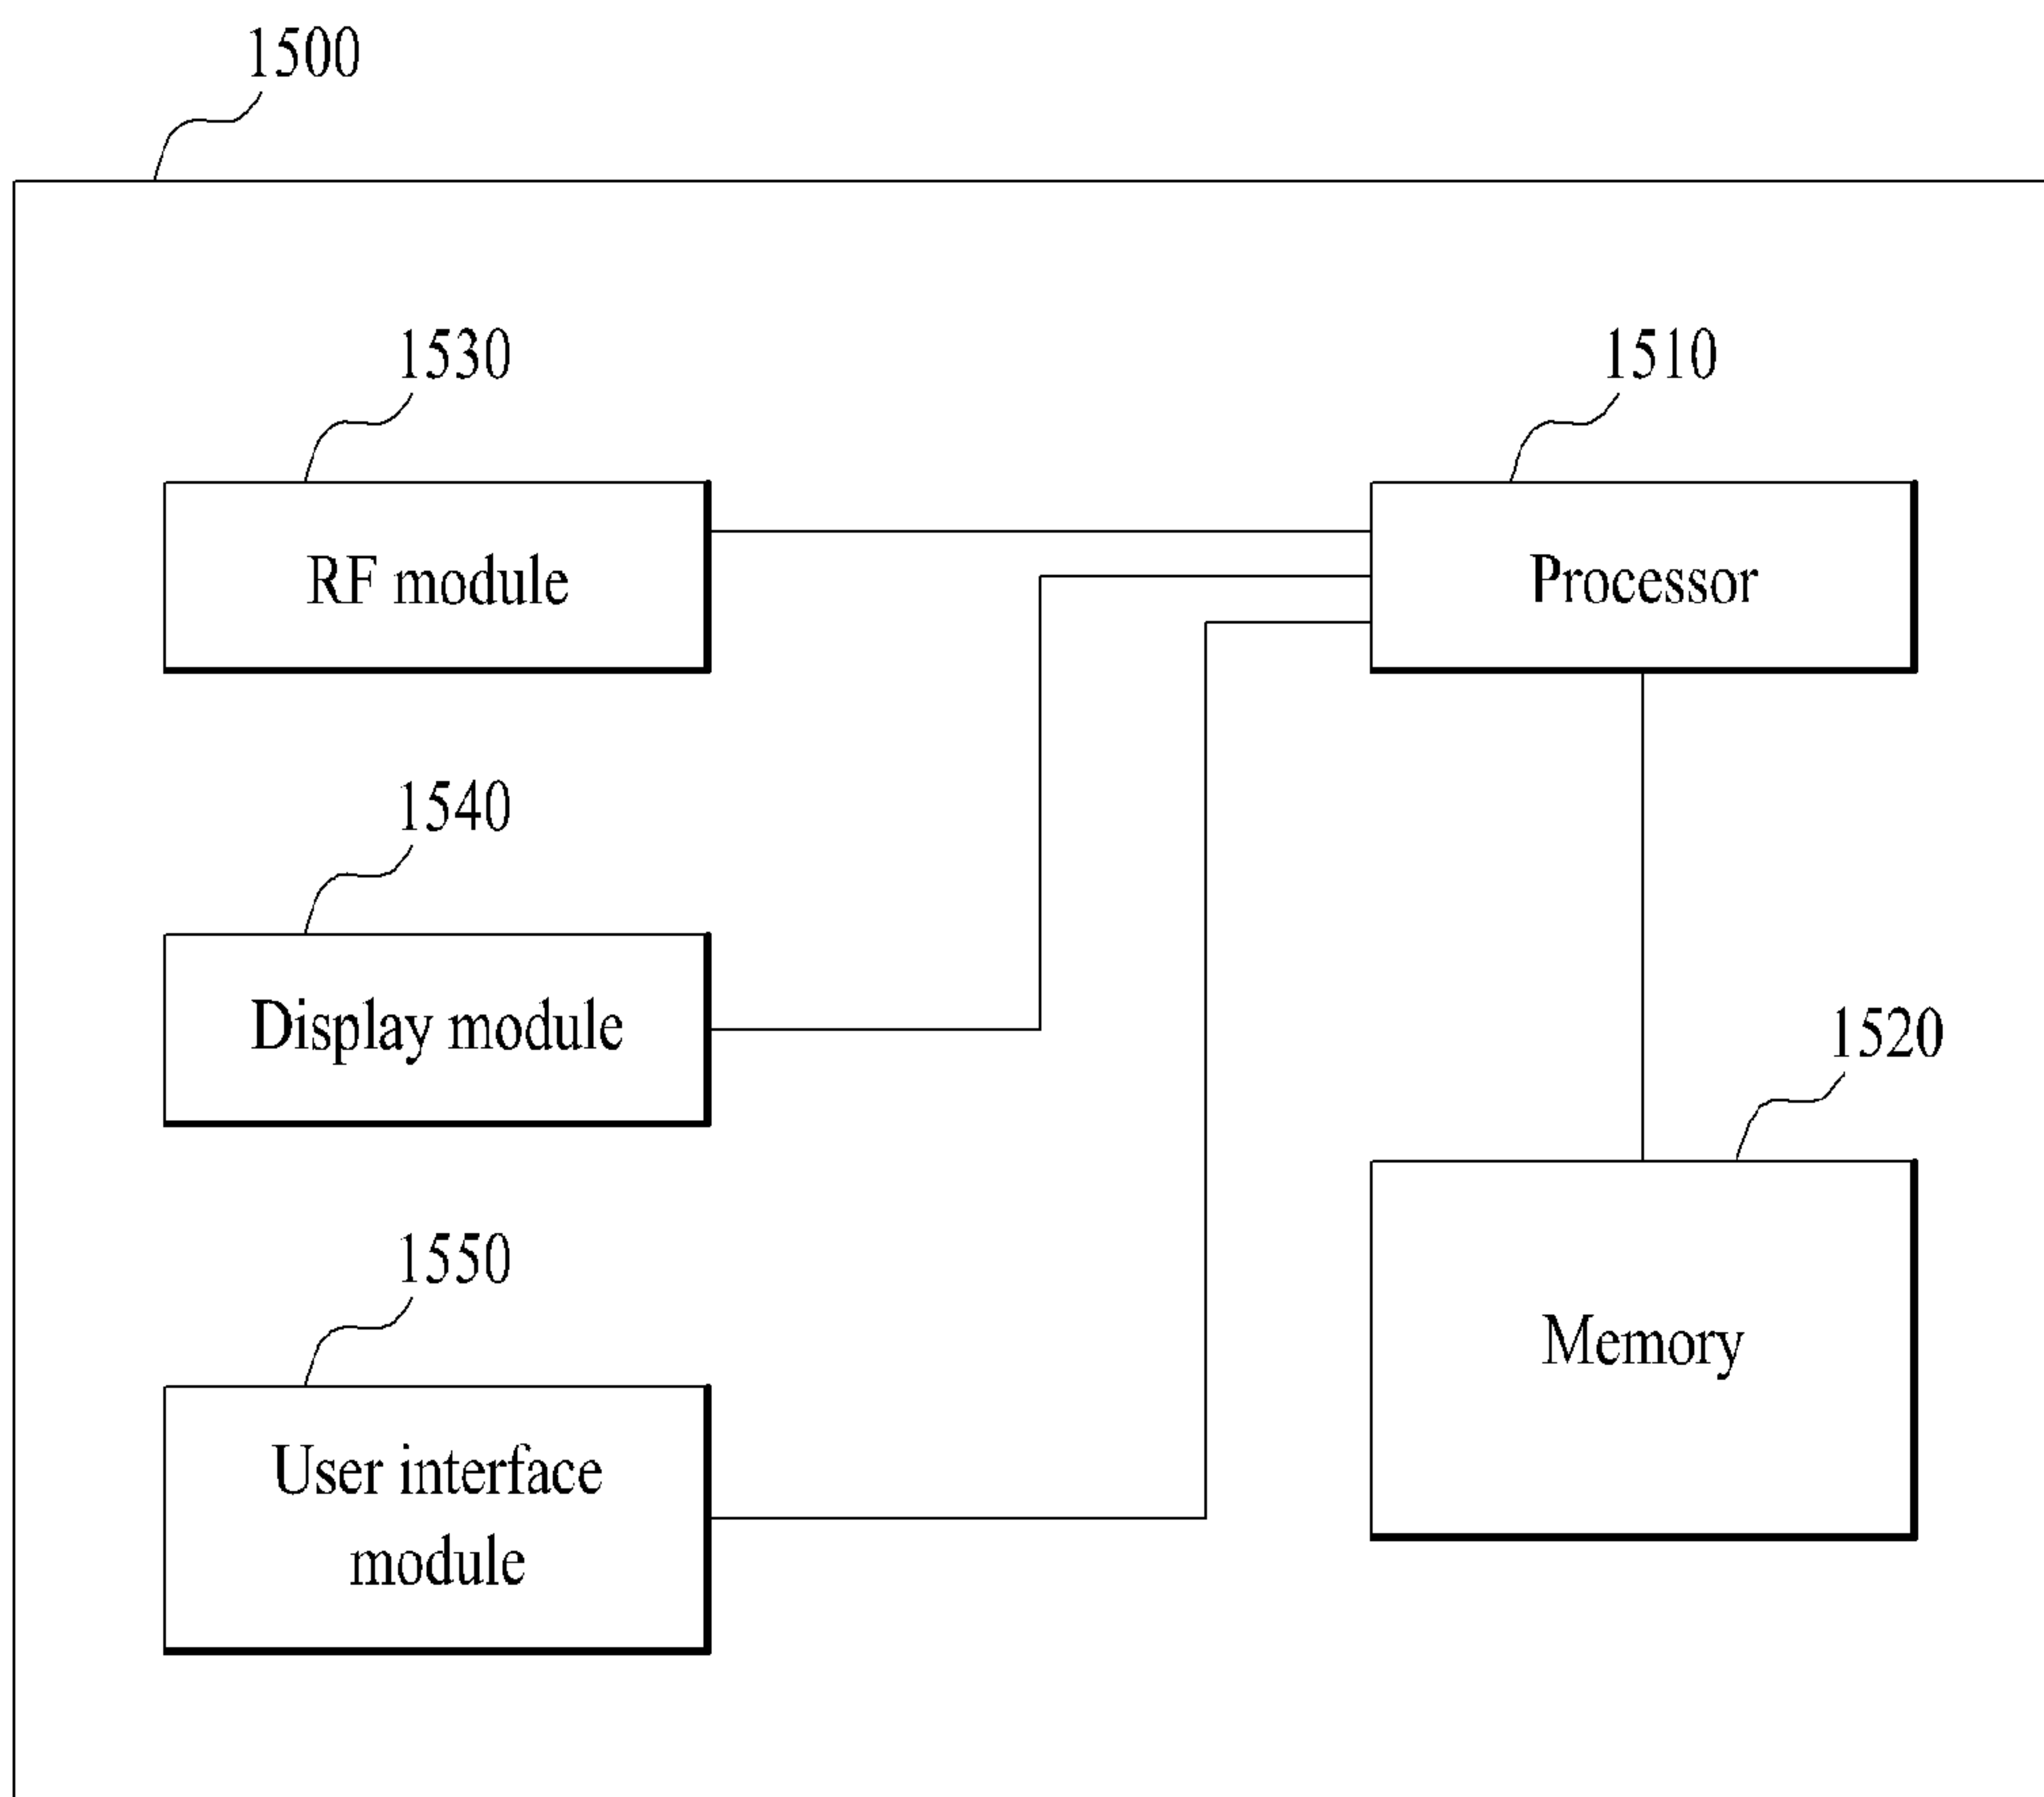 1500
1530
1510
RF module
Processor
1540
Display module
1520
1550
Memory
User interface
module